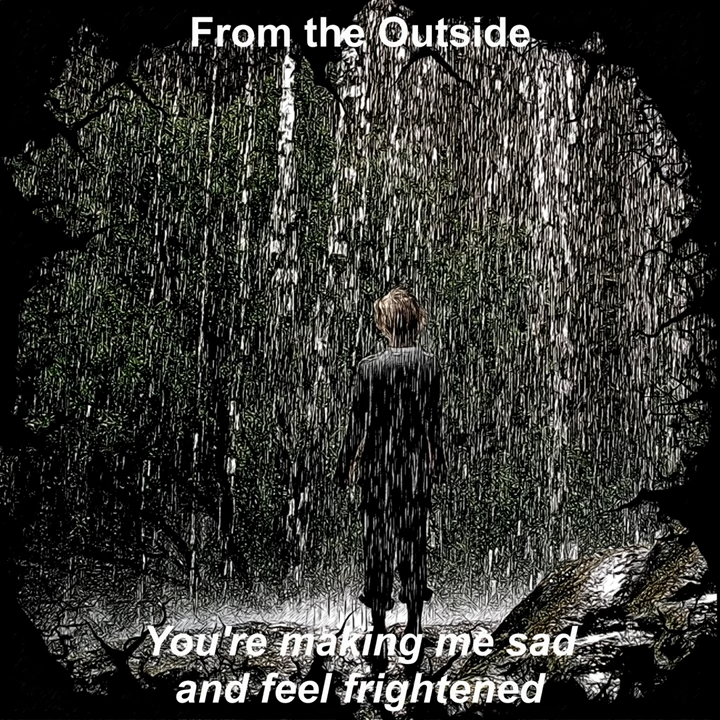 From the Outside
You're making me sad
and feel frightened